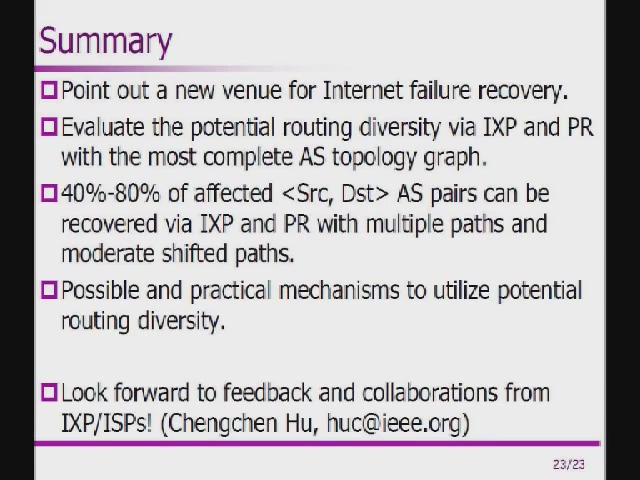 Summary
Point out a new venue for Internet failure recovery.
Evaluate the potential routing diversity via IXP and PR
with the most complete AS topology graph.
40%-80% of affected <Src, Dst> AS pairs can be
recovered via IXP and PR with multiple paths and
moderate shifted paths.
Possible and practical mechanisms to utilize potential
routing diversity.
Look forward to feedback and collaborations from
IXP/ISPs! (Chengchen Hu, huc@ieee.org)
23/23